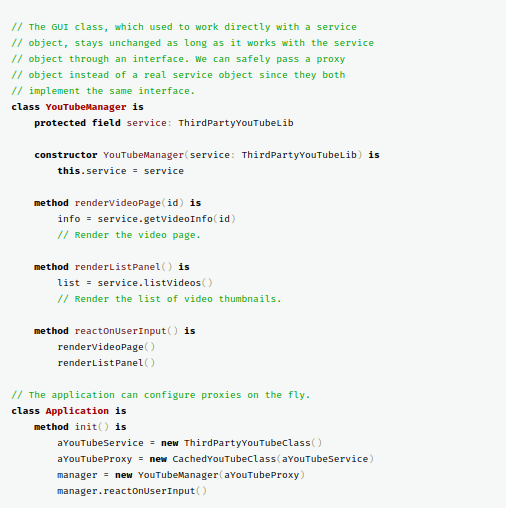 // The GUI class, which used to work directly with a service
// object, stays unchanged as long as it works with the service
// object through an interface. We can safely pass a proxy
// object instead of a real service object since they both
// implement the same interface.
class YouTubeManager is
    protected field service: ThirdPartyYouTubeLib

    constructor YouTubeManager(service: ThirdPartyYouTubeLib) is
        this.service = service

    method renderVideoPage(id) is
        info = service.getVideoInfo(id)
        // Render the video page.

    method renderListPanel() is
        list = service.listVideos()
        // Render the list of video thumbnails.

    method reactOnUserInput() is
        renderVideoPage()
        renderListPanel()

// The application can configure proxies on the fly.
class Application is
    method init() is
        aYouTubeService = new ThirdPartyYouTubeClass()
        aYouTubeProxy = new CachedYouTubeClass(aYouTubeService)
        manager = new YouTubeManager(aYouTubeProxy)
        manager.reactOnUserInput()